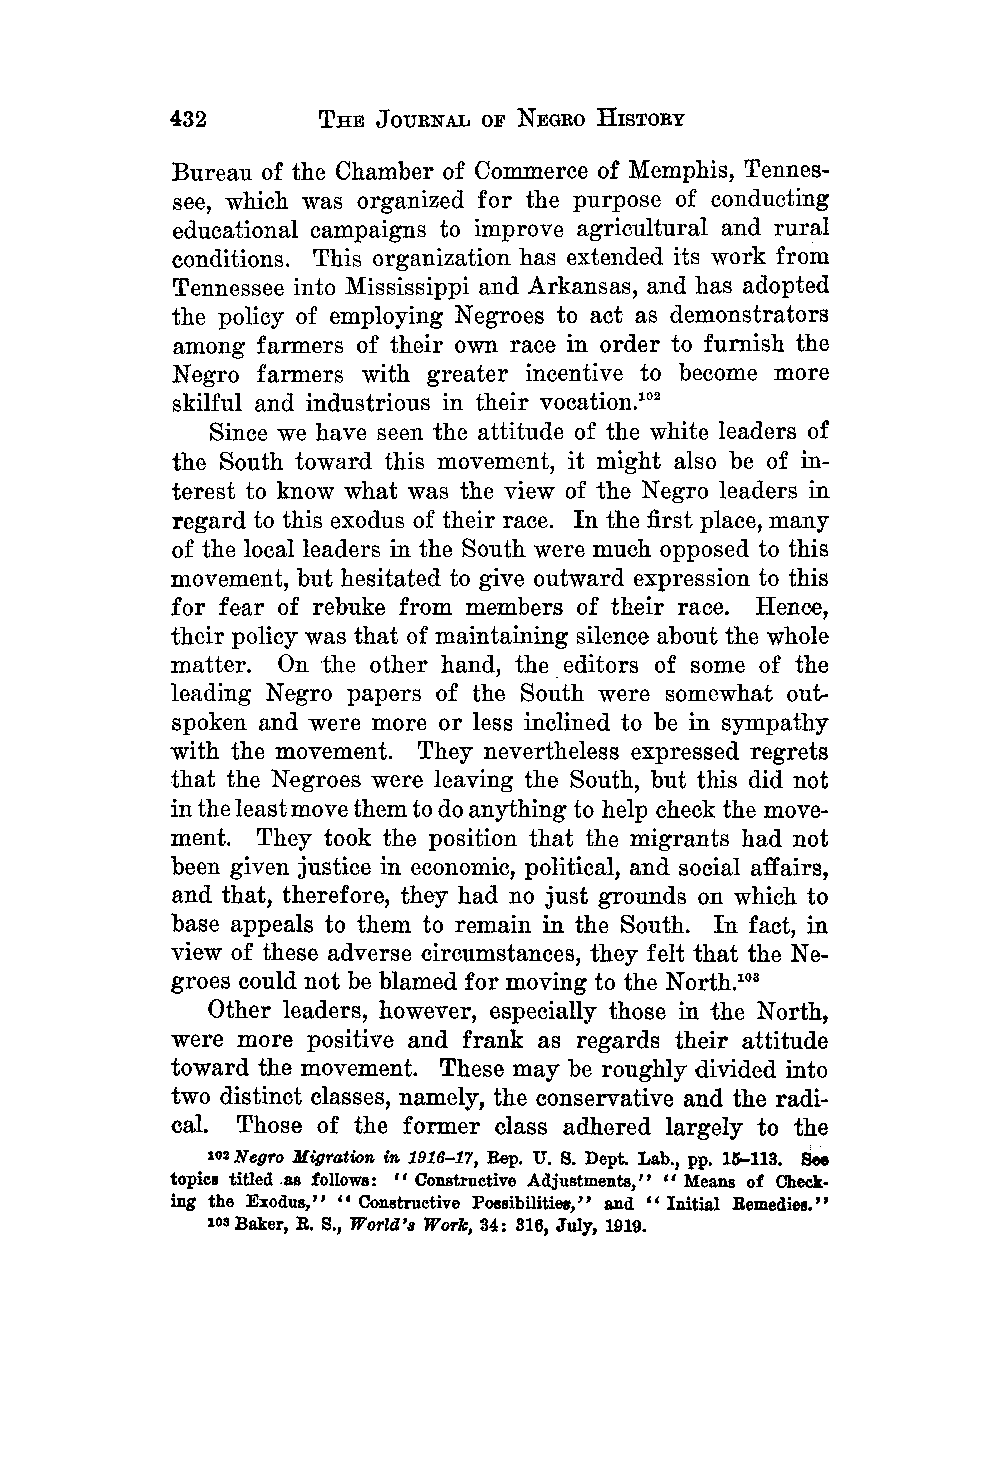 432 THE JOURNAL OF NEGRO HISTORY
Bureau of the Chamber of Commerce of Memphis, Tennes-
see, which was organized for the purpose of conducting
educational campaigns to improve agricultural and rural
conditions. This organization has extended its work from
Tennessee into Mississippi and Arkansas, and has adopted
the policy of employing Negroes to act as demonstrators
among farmers of their own race in order to furnish the
Negro farmers with greater incentive to become more
skilful and industrious in their vocation.¹⁰²
Since we have seen the attitude of the white leaders of
the South toward this movement, it might also be of in-
terest to know what was the view of the Negro leaders in
regard to this exodus of their race. In the first place, many
of the local leaders in the South were much opposed to this
movement, but hesitated to give outward expression to this
for fear of rebuke from members of their race. Hence,
their policy was that of maintaining silence about the whole
matter. On the other hand, the editors of some of the
leading Negro papers of the South were somewhat out-
spoken and were more or less inclined to be in sympathy
with the movement. They nevertheless expressed regrets
that the Negroes were leaving the South, but this did not
in the least move them to do anything to help check the move-
ment. They took the position that the migrants had not
been given justice in economic, political, and social affairs,
and that, therefore, they had no just grounds on which to
base appeals to them to remain in the South. In fact, in
view of these adverse circumstances, they felt that the Ne-
groes could not be blamed for moving to the North.¹⁰³
Other leaders, however, especially those in the North,
were more positive and frank as regards their attitude
toward the movement. These may be roughly divided into
two distinct classes, namely, the conservative and the radi-
cal. Those of the former class adhered largely to the
¹⁰² Negro Migration in 1916–17, Rep. U. S. Dept. Lab., pp. 15–113. See
topics titled as follows: "Constructive Adjustments," "Means of Check-
ing the Exodus," "Constructive Possibilities," and "Initial Remedies."
¹⁰³ Baker, R. S., World's Work, 34: 316, July, 1919.